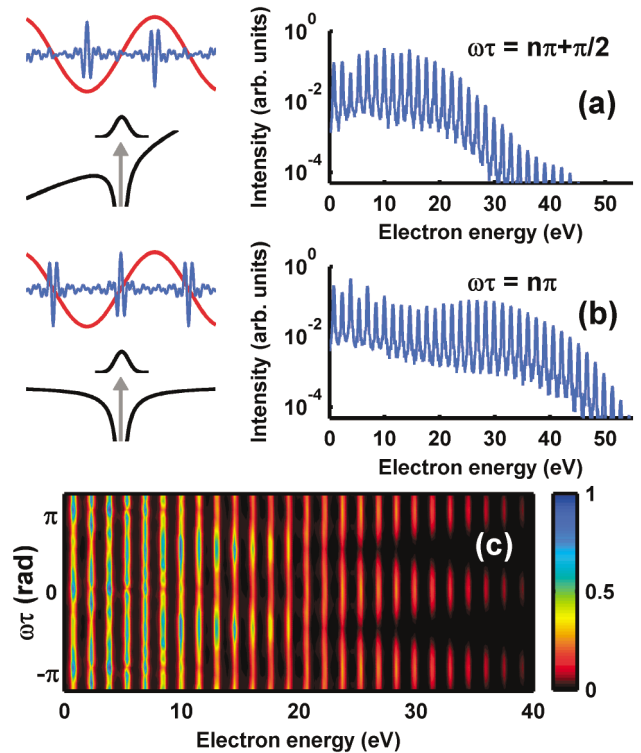 10^0
10^-2
10^-4
Intensity (arb. units)
ωτ = nπ+π/2
(a)
0 10 20 30 40 50
Electron energy (eV)
10^0
10^-2
10^-4
Intensity (arb. units)
ωτ = nπ
(b)
0 10 20 30 40 50
Electron energy (eV)
π
0
-π
ωτ (rad)
(c)
0 10 20 30 40
Electron energy (eV)
1
0.5
0